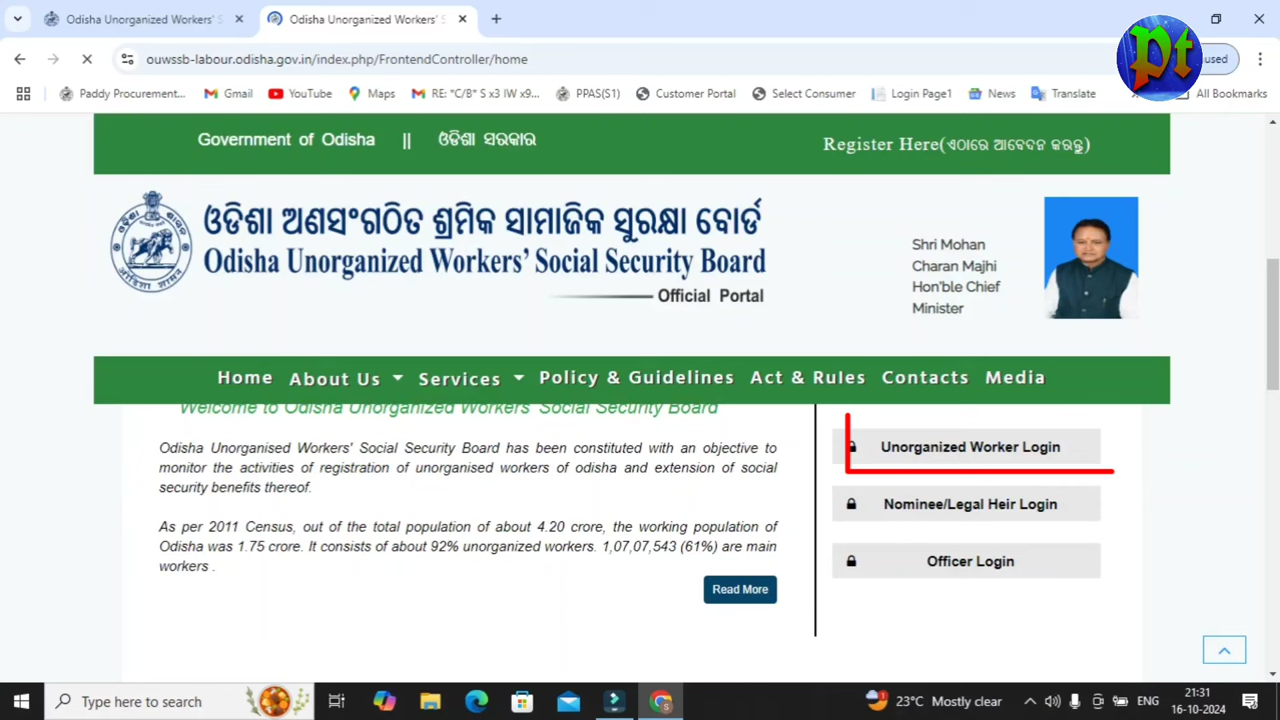 Odisha Unorganized Workers' S
Odisha Unorganized Workers' S
ouwssb-labour.odisha.gov.in/index.php/FrontendController/home
used
Paddy Procurement...
Gmail
YouTube
Maps
RE: "C/B" S x3 IW x9...
PPAS(S1)
Customer Portal
Select Consumer
Login Page1
News
Translate
All Bookmarks
pt
Government of Odisha || ଓଡିଶା ସରକାର
Register Here(ଏଠାରେ ଆବେଦନ କରନ୍ତୁ)
ଓଡିଶା ଅଣସଂଗଠିତ ଶ୍ରମିକ ସାମାଜିକ ସୁରକ୍ଷା ବୋର୍ଡ
Odisha Unorganized Workers' Social Security Board
Official Portal
Shri Mohan
Charan Majhi
Hon'ble Chief
Minister
Home About Us Services Policy & Guidelines Act & Rules Contacts Media
Welcome to Odisha Unorganized Workers' Social Security Board
Odisha Unorganised Workers' Social Security Board has been constituted with an objective to
monitor the activities of registration of unorganised workers of odisha and extension of social
security benefits thereof.
As per 2011 Census, out of the total population of about 4.20 crore, the working population of
Odisha was 1.75 crore. It consists of about 92% unorganized workers. 1,07,07,543 (61%) are main
workers .
Read More
Unorganized Worker Login
Nominee/Legal Heir Login
Officer Login
Type here to search
23°C Mostly clear
ENG
21:31
16-10-2024